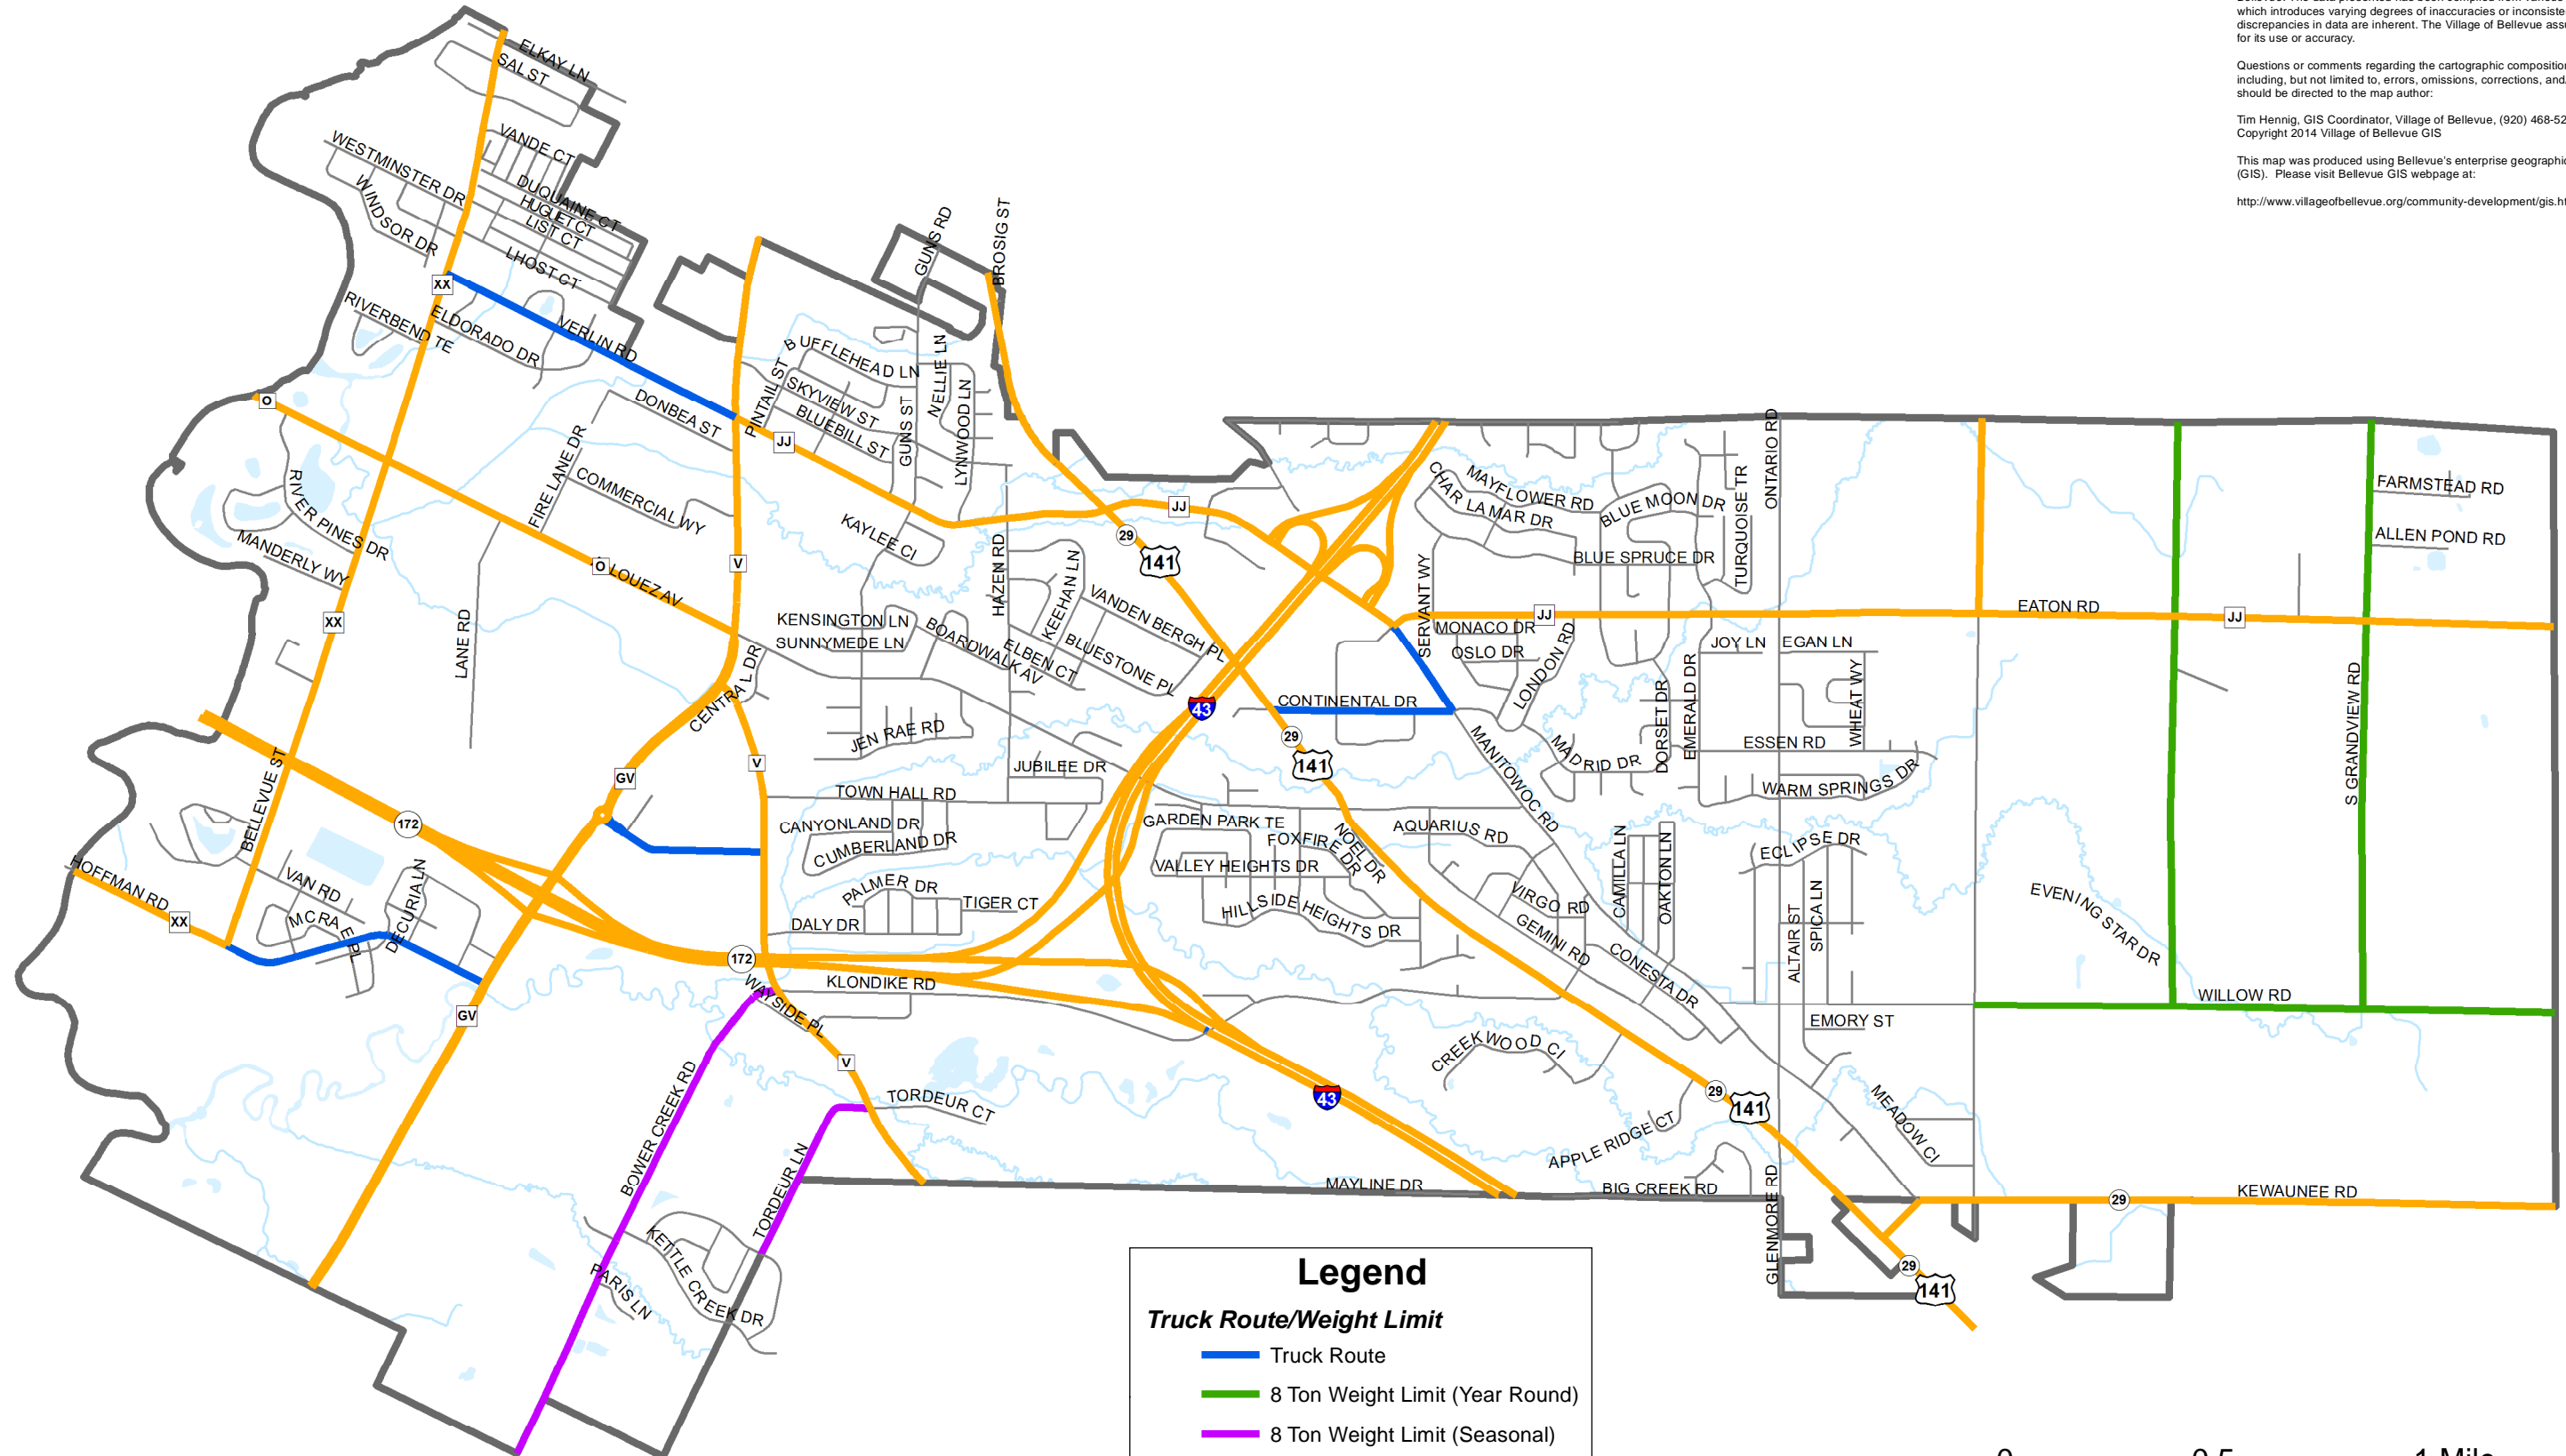 which introduces varying degrees of inaccuracies or
discrepancies in data are inherent. The Village of Bellevue
for its use or accuracy.
Questions or comments regarding the cartographic
including, but not limited to, errors, omissions, corrections,
should be directed to the map author:
Tim Hennig, GIS Coordinator, Village of Bellevue, (920) 468-52
Copyright 2014 Village of Bellevue GIS
This map was produced using Bellevue's enterprise
(GIS). Please visit Bellevue GIS webpage at:
http://www.villageofbellevue.org/community-development/gis.ht
ELKAY LN
SAL ST
VANDE CT
WESTMINSTER DR
WINDSOR DR
DUQUAINE CT
HUGUET CT
LIST CT
LHOST CT
GUNS RD
BROSIG ST
XX
RIVERBEND TE
ELDORADO DR
VERLIN RD
BUFFLEHEAD LN
NELLIE LN
PINTAIL ST
SKYVIEW ST
BLUEBILL ST
GUNS ST
LYNWOOD LN
O
DONBEA ST
JJ
ONTARIO RD
FIRE LANE DR
COMMERCIAL WY
RIVER PINES DR
MANDERLY WY
KAYLEE CI
JJ
29
141
CHAR LA MAR DR
MAYFLOWER RD
BLUE MOON DR
BLUE SPRUCE DR
TURQUOISE TR
FARMSTEAD RD
ALLEN POND RD
O
LOUEZ AV
V
HAZEN RD
KEEHAN LN
VANDEN BERGH PL
SERVANT WY
XX
LANE RD
KENSINGTON LN
SUNNYMEDE LN
BOARDWALK AV
ELBEN CT
BLUESTONE PL
MONACO DR
JJ
OSLO DR
LONDON RD
EATON RD
JJ
JOY LN
EGAN LN
CENTRAL DR
43
CONTINENTAL DR
DORSET DR
EMERALD DR
WHEAT WY
S GRANDVIEW RD
JEN RAE RD
29
141
MANITOWOC RD
MADRID DR
ESSEN RD
BELLEVUE ST
GV
V
JUBILEE DR
TOWN HALL RD
WARM SPRINGS DR
172
CANYONLAND DR
CUMBERLAND DR
GARDEN PARK TE
FOXFIRE DR
NOEL DR
AQUARIUS RD
CAMILLA LN
OAKTON LN
ECLIPSE DR
HOFFMAN RD
XX
VAN RD
MCRAE PL
DECURIA LN
VALLEY HEIGHTS DR
PALMER DR
TIGER CT
DALY DR
HILLSIDE HEIGHTS DR
VIRGO RD
GEMINI RD
CONESTA DR
ALTAIR ST
SPICA LN
EVENING STAR DR
172
KLONDIKE RD
WAYSIDE PL
WILLOW RD
GV
EMORY ST
V
CREEKWOOD CI
BOWER CREEK RD
TORDEUR CT
43
29
141
MEADOW CI
APPLE RIDGE CT
TORDEUR LN
MAYLINE DR
BIG CREEK RD
GLENMORE RD
29
KEWAUNEE RD
KETTLE CREEK DR
PARIS LN
29
141
Legend
Truck Route/Weight Limit
Truck Route
8 Ton Weight Limit (Year Round)
8 Ton Weight Limit (Seasonal)
0 0.5 1 Mile